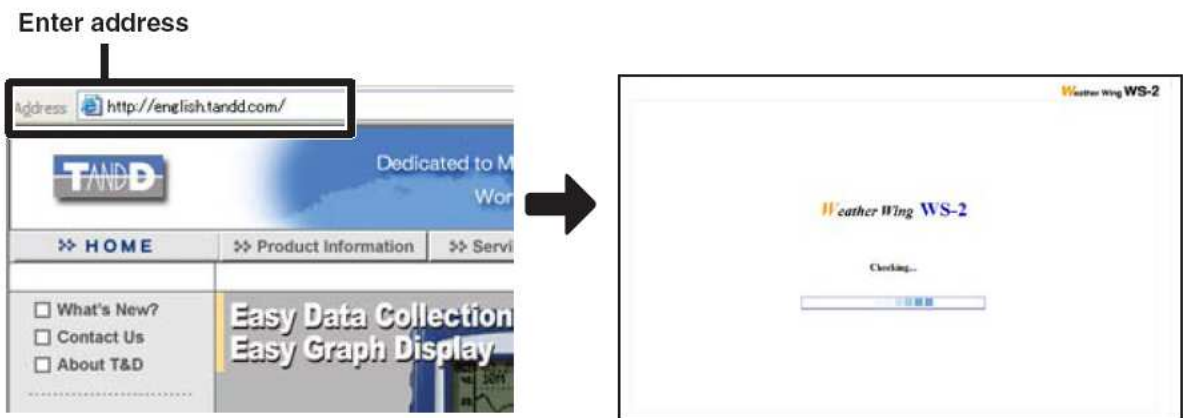 Enter address
Address http://english.tandd.com/
TANDD
Dedicated to M
Wor
>> HOME
>> Product Information
>> Servi
What's New?
Contact Us
About T&D
Easy Data Collection
Easy Graph Display
Weather Wing WS-2
Weather Wing WS-2
Checking...